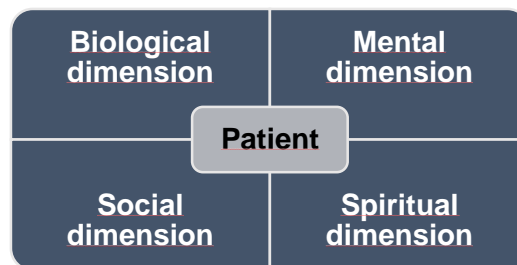 Biological
dimension
Mental
dimension
Patient
Social
dimension
Spiritual
dimension